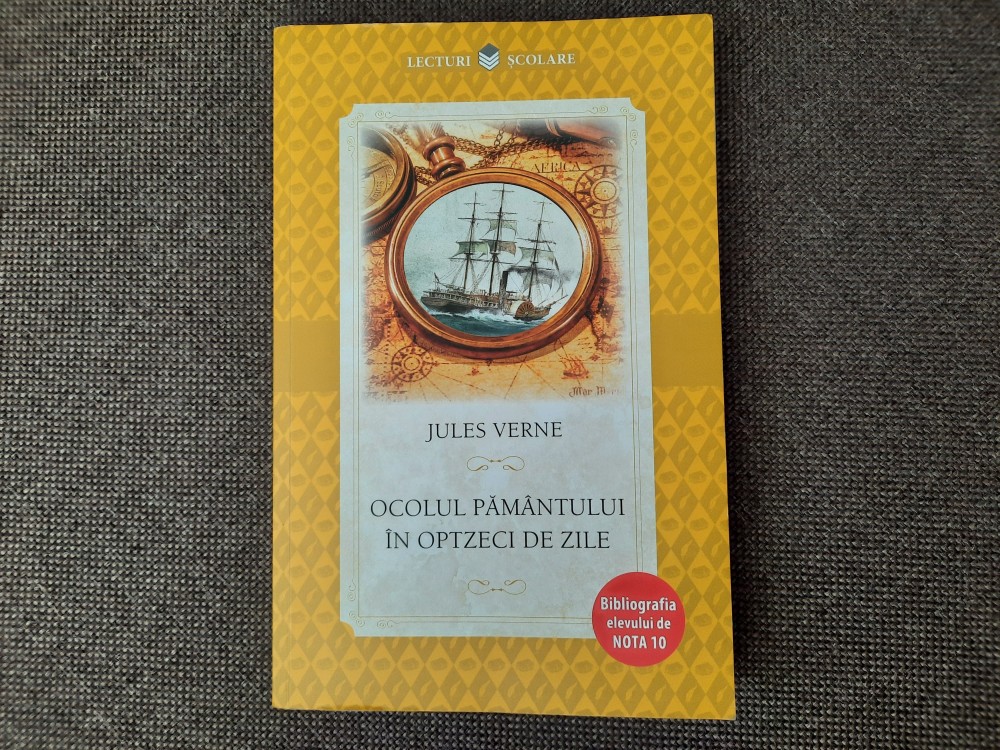 LECTURI ȘCOLARE
AFRICA
Mar M
JULES VERNE
OCOLUL PĂMÂNTULUI
ÎN OPTZECI DE ZILE
Bibliografia
elevului de
NOTA 10